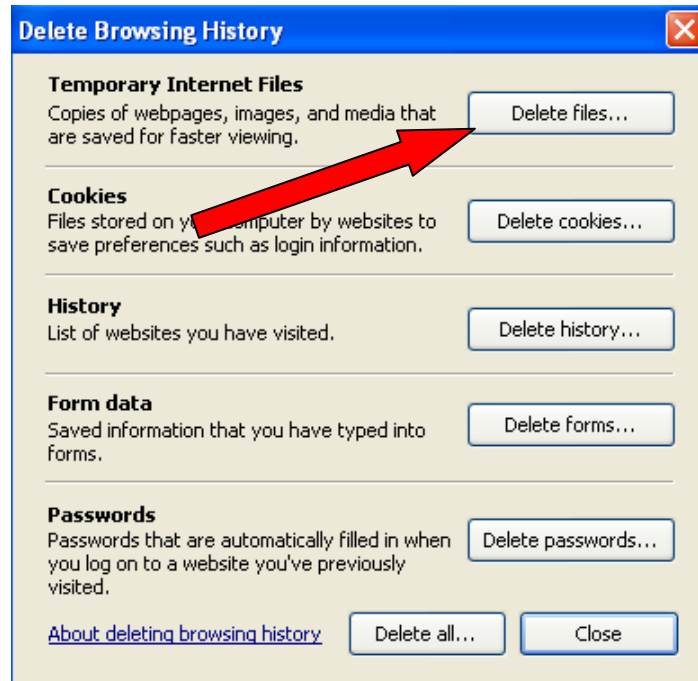 Delete Browsing History
Temporary Internet Files
Copies of webpages, images, and media that
are saved for faster viewing.
Delete files...
Cookies
Files stored on computer by websites to
save preferences such as login information.
Delete cookies...
History
List of websites you have visited.
Delete history...
Form data
Saved information that you have typed into
forms.
Delete forms...
Passwords
Passwords that are automatically filled in when
you log on to a website you've previously
visited.
Delete passwords...
About deleting browsing history
Delete all...
Close